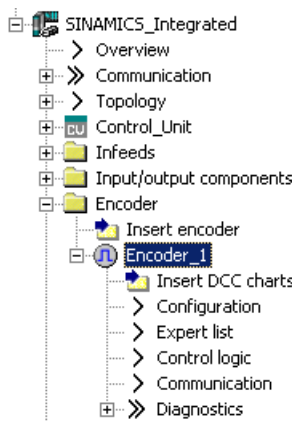 SINAMICS_Integrated
Overview
Communication
Topology
CU Control_Unit
Infeeds
Input/output components
Encoder
Insert encoder
Encoder_1
Insert DCC charts
Configuration
Expert list
Control logic
Communication
Diagnostics